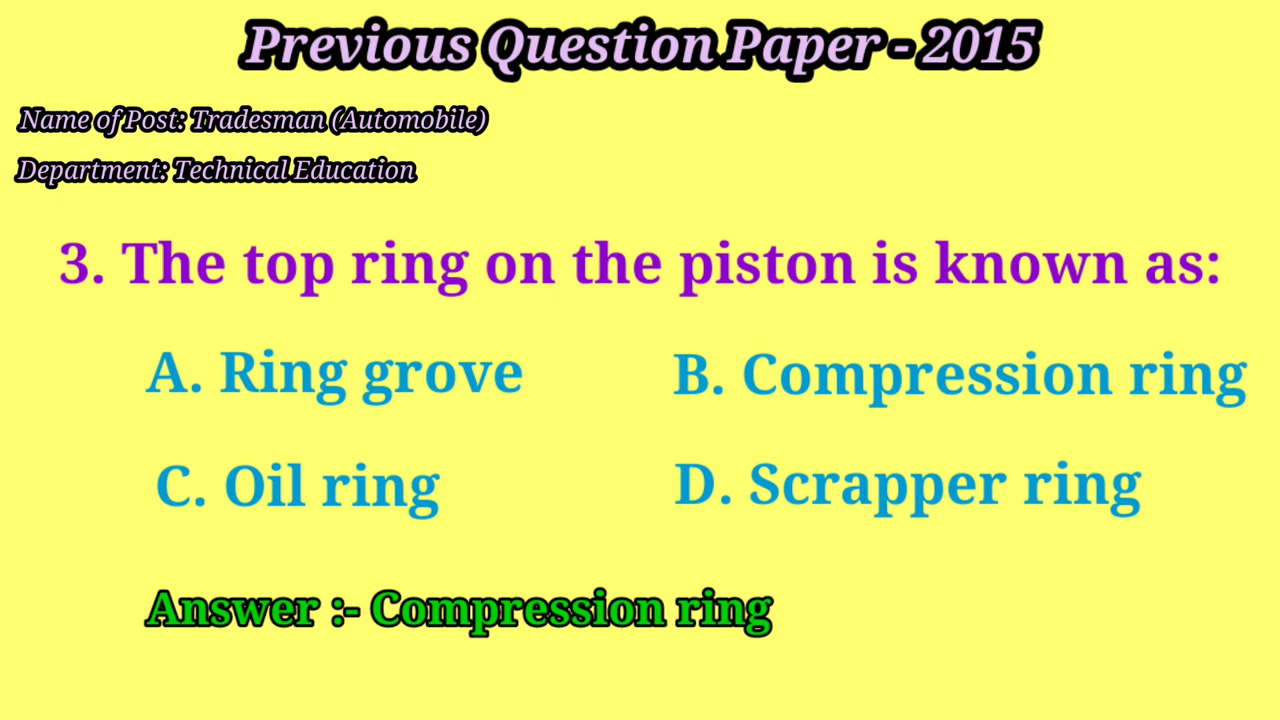 Previous Question Paper - 2015
Name of Post: Tradesman (Automobile)
Department: Technical Education
3. The top ring on the piston is known as:
A. Ring grove
B. Compression ring
C. Oil ring
D. Scrapper ring
Answer :- Compression ring